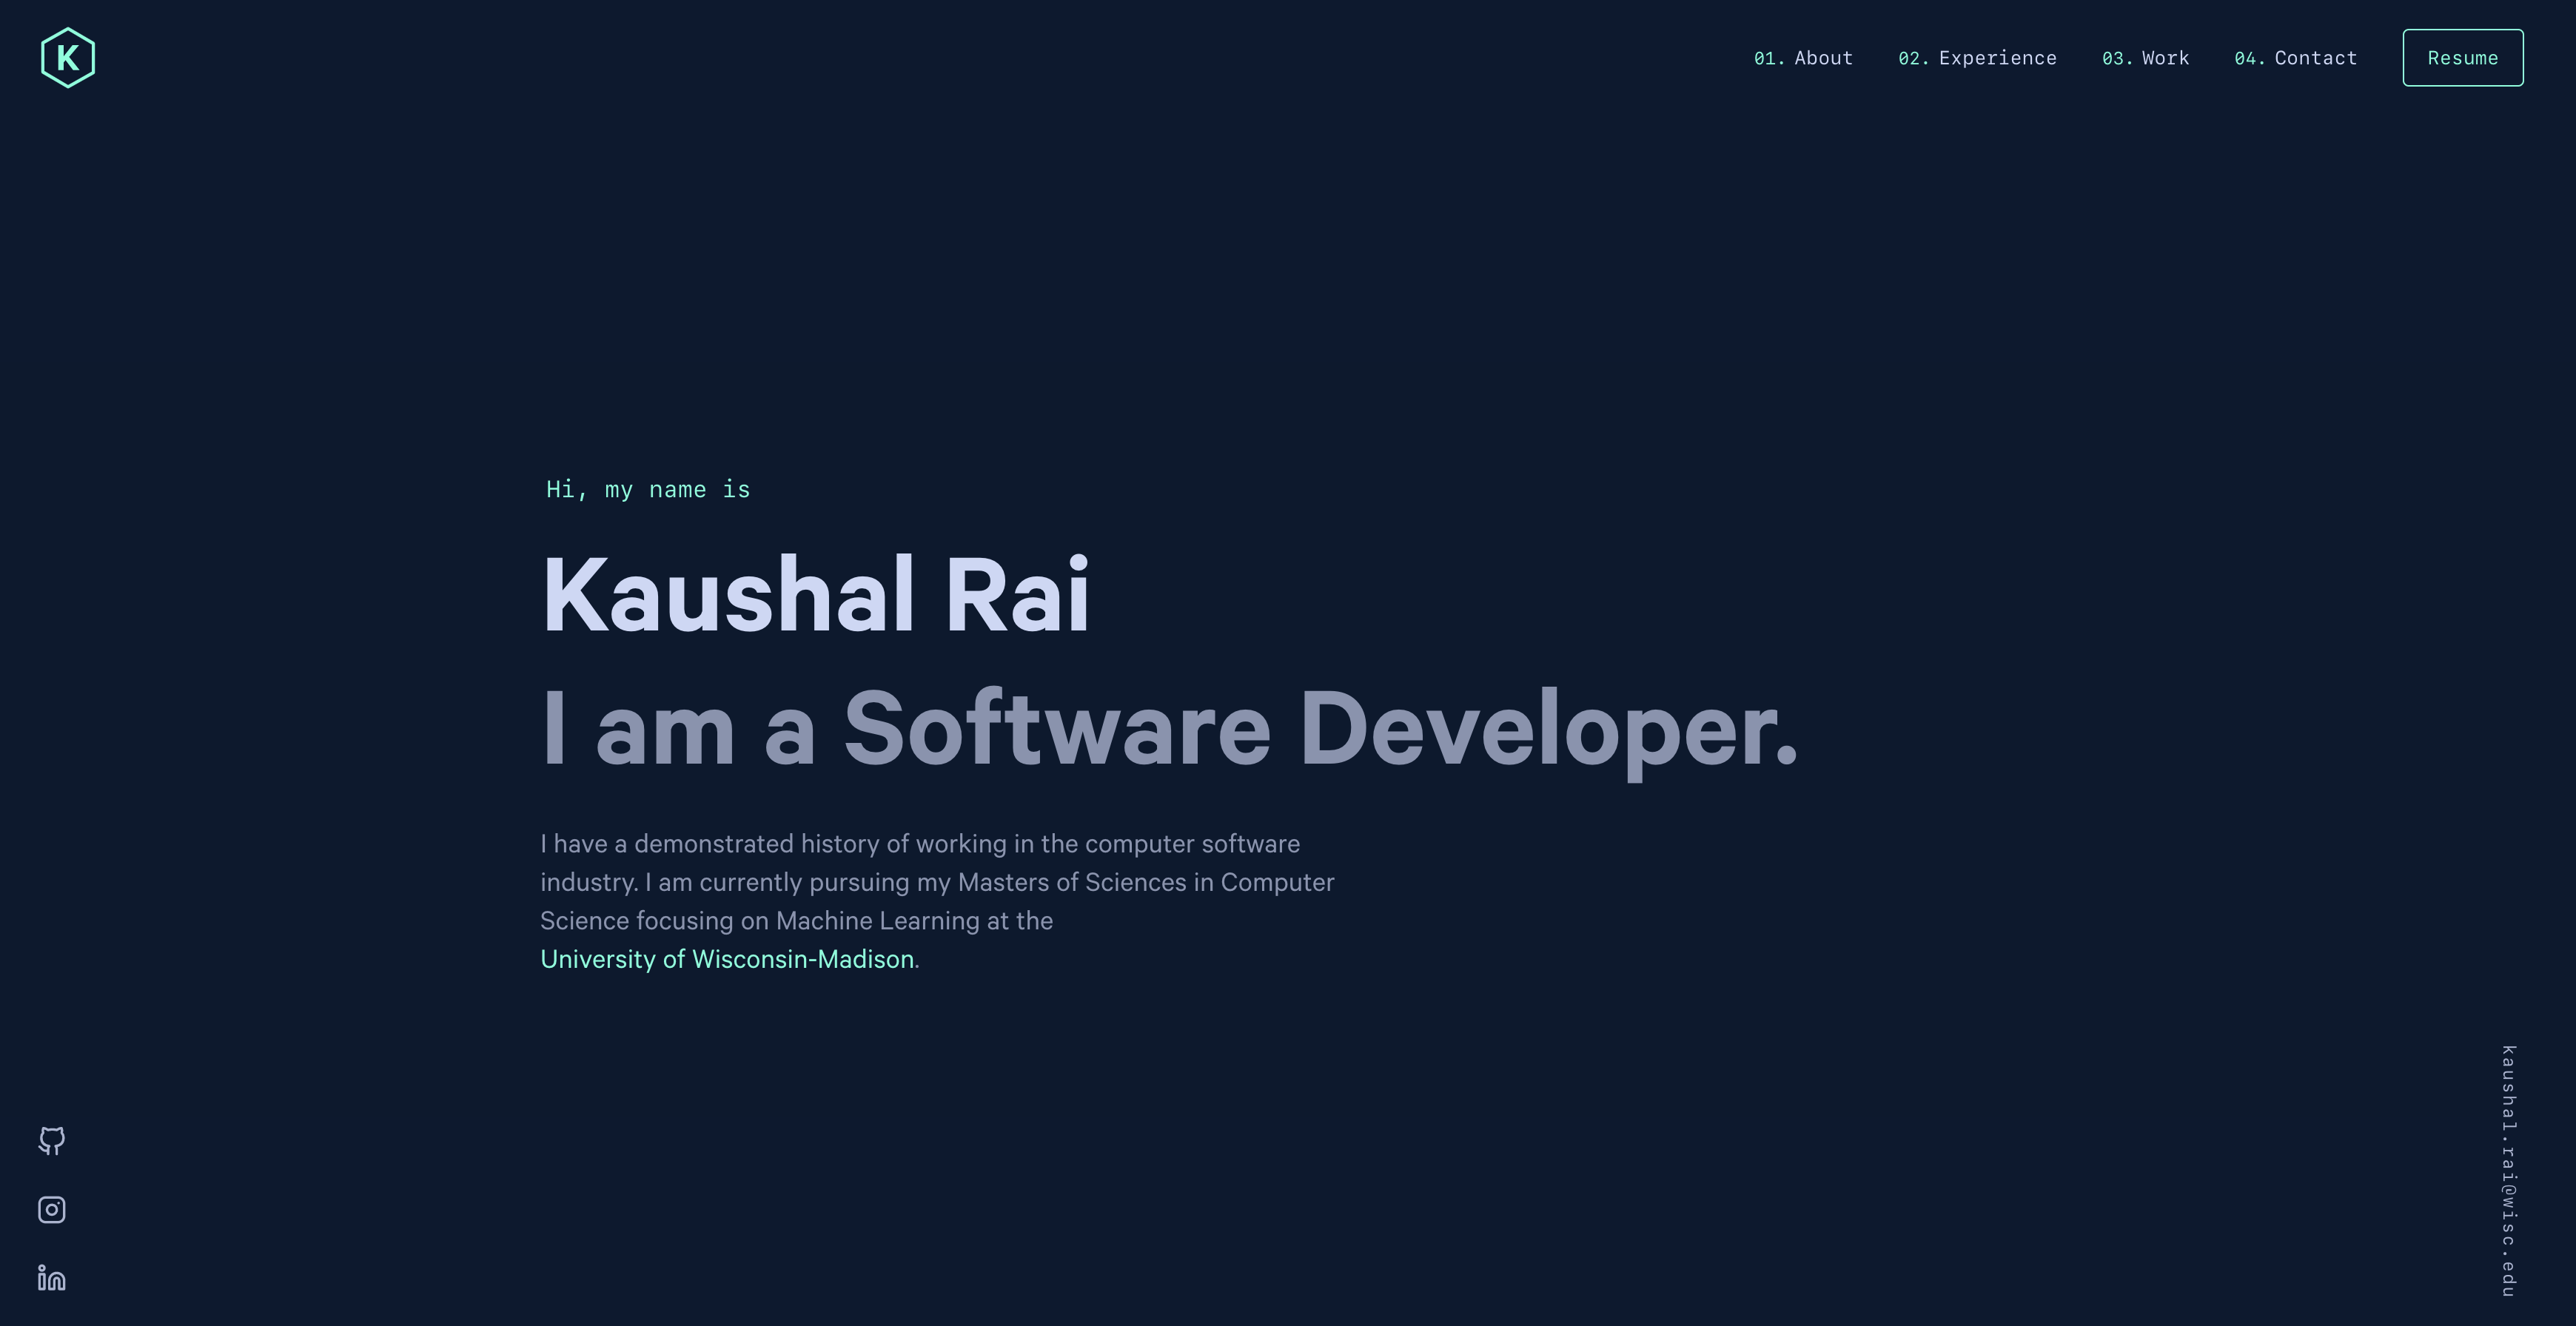 K
01. About 02. Experience 03. Work 04. Contact Resume
Hi, my name is
Kaushal Rai
I am a Software Developer.
I have a demonstrated history of working in the computer software
industry. I am currently pursuing my Masters of Sciences in Computer
Science focusing on Machine Learning at the
University of Wisconsin-Madison.
kaushal.rai@wisc.edu
in